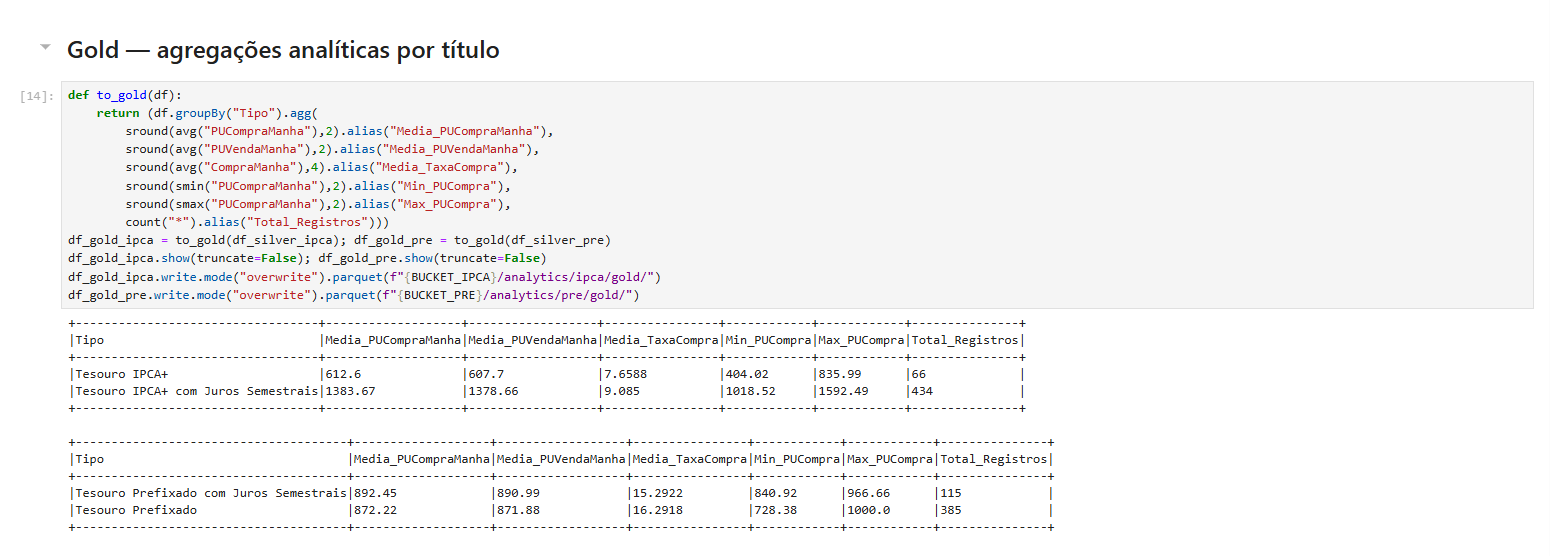 Gold — agregações analíticas por título
[14]:
def to_gold(df):
    return (df.groupBy("Tipo").agg(
        sround(avg("PUCompraManha"),2).alias("Media_PUCompraManha"),
        sround(avg("PUVendaManha"),2).alias("Media_PUVendaManha"),
        sround(avg("CompraManha"),4).alias("Media_TaxaCompra"),
        sround(smin("PUCompraManha"),2).alias("Min_PUCompra"),
        sround(smax("PUCompraManha"),2).alias("Max_PUCompra"),
        count("*").alias("Total_Registros")))
df_gold_ipca = to_gold(df_silver_ipca); df_gold_pre = to_gold(df_silver_pre)
df_gold_ipca.show(truncate=False); df_gold_pre.show(truncate=False)
df_gold_ipca.write.mode("overwrite").parquet(f"{BUCKET_IPCA}/analytics/ipca/gold/")
df_gold_pre.write.mode("overwrite").parquet(f"{BUCKET_PRE}/analytics/pre/gold/")
+----------------------------------+-------------------+------------------+----------------+------------+------------+---------------+
|Tipo                              |Media_PUCompraManha|Media_PUVendaManha|Media_TaxaCompra|Min_PUCompra|Max_PUCompra|Total_Registros|
+----------------------------------+-------------------+------------------+----------------+------------+------------+---------------+
|Tesouro IPCA+                     |612.6              |607.7             |7.6588          |404.02      |835.99      |66             |
|Tesouro IPCA+ com Juros Semestrais|1383.67            |1378.66           |9.085           |1018.52     |1592.49     |434            |
+----------------------------------+-------------------+------------------+----------------+------------+------------+---------------+
+--------------------------------------+-------------------+------------------+----------------+------------+------------+---------------+
|Tipo                                  |Media_PUCompraManha|Media_PUVendaManha|Media_TaxaCompra|Min_PUCompra|Max_PUCompra|Total_Registros|
+--------------------------------------+-------------------+------------------+----------------+------------+------------+---------------+
|Tesouro Prefixado com Juros Semestrais|892.45             |890.99            |15.2922         |840.92      |966.66      |115            |
|Tesouro Prefixado                     |872.22             |871.88            |16.2918         |728.38      |1000.0      |385            |
+--------------------------------------+-------------------+------------------+----------------+------------+------------+---------------+